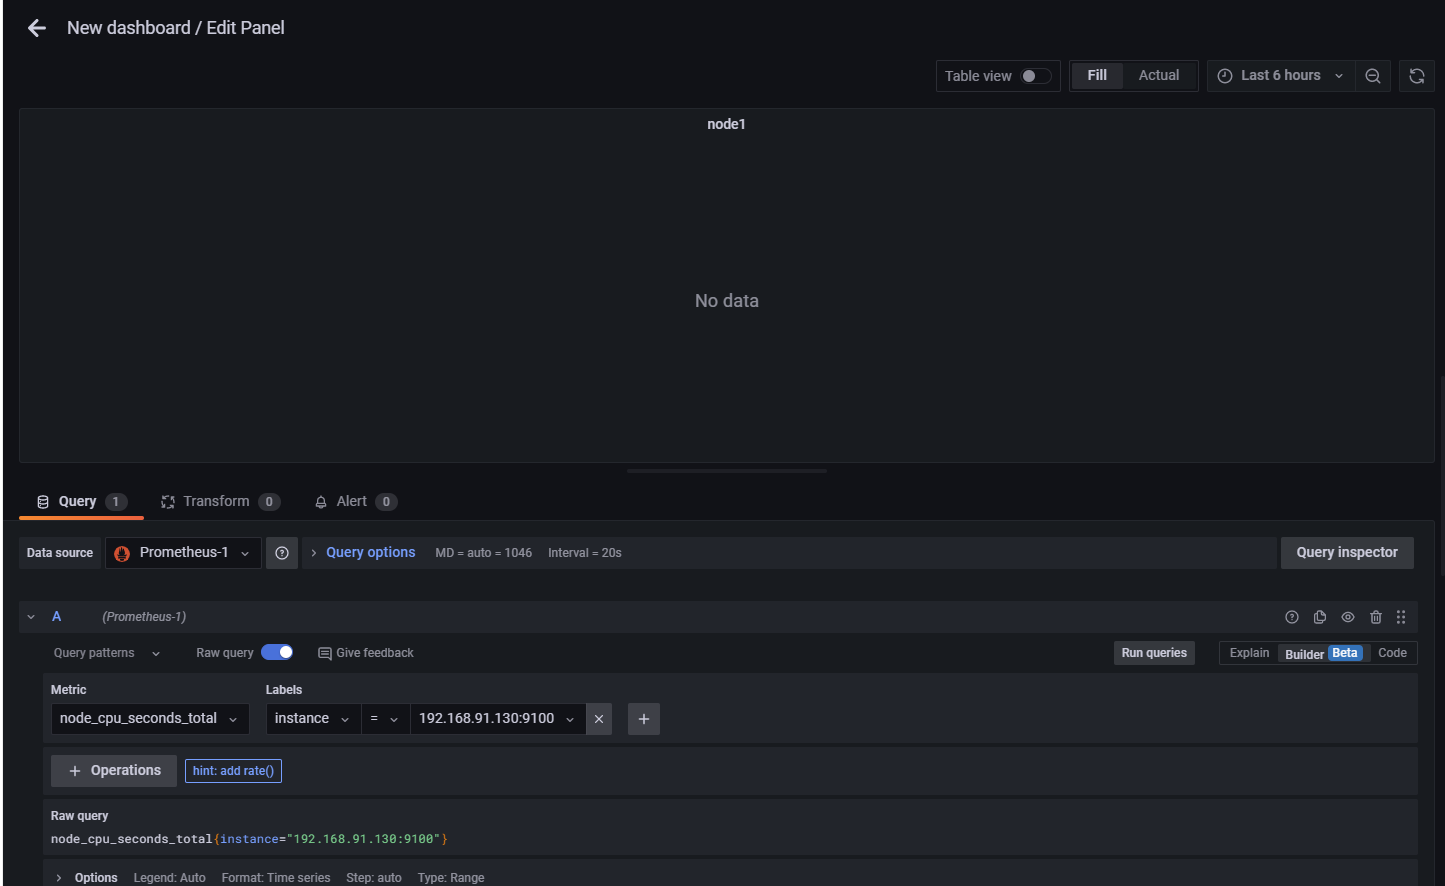 New dashboard / Edit Panel
Table view Fill Actual Last 6 hours
node1
No data
Query 1 Transform 0 Alert 0
Data source Prometheus-1 Query options MD = auto = 1046 Interval = 20s Query inspector
A (Prometheus-1)
Query patterns Raw query Give feedback Run queries Explain Builder Beta Code
Metric Labels
node_cpu_seconds_total instance = 192.168.91.130:9100 × +
+ Operations hint: add rate()
Raw query
node_cpu_seconds_total{instance="192.168.91.130:9100"}
Options Legend: Auto Format: Time series Step: auto Type: Range